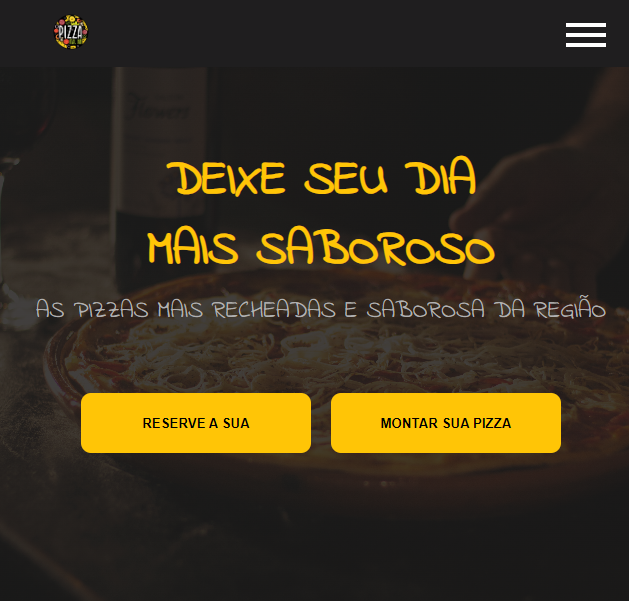 PIZZA
DEIXE SEU DIA
MAIS SABOROSO
AS PIZZAS MAIS RECHEADAS E SABOROSA DA REGIÃO
RESERVE A SUA
MONTAR SUA PIZZA